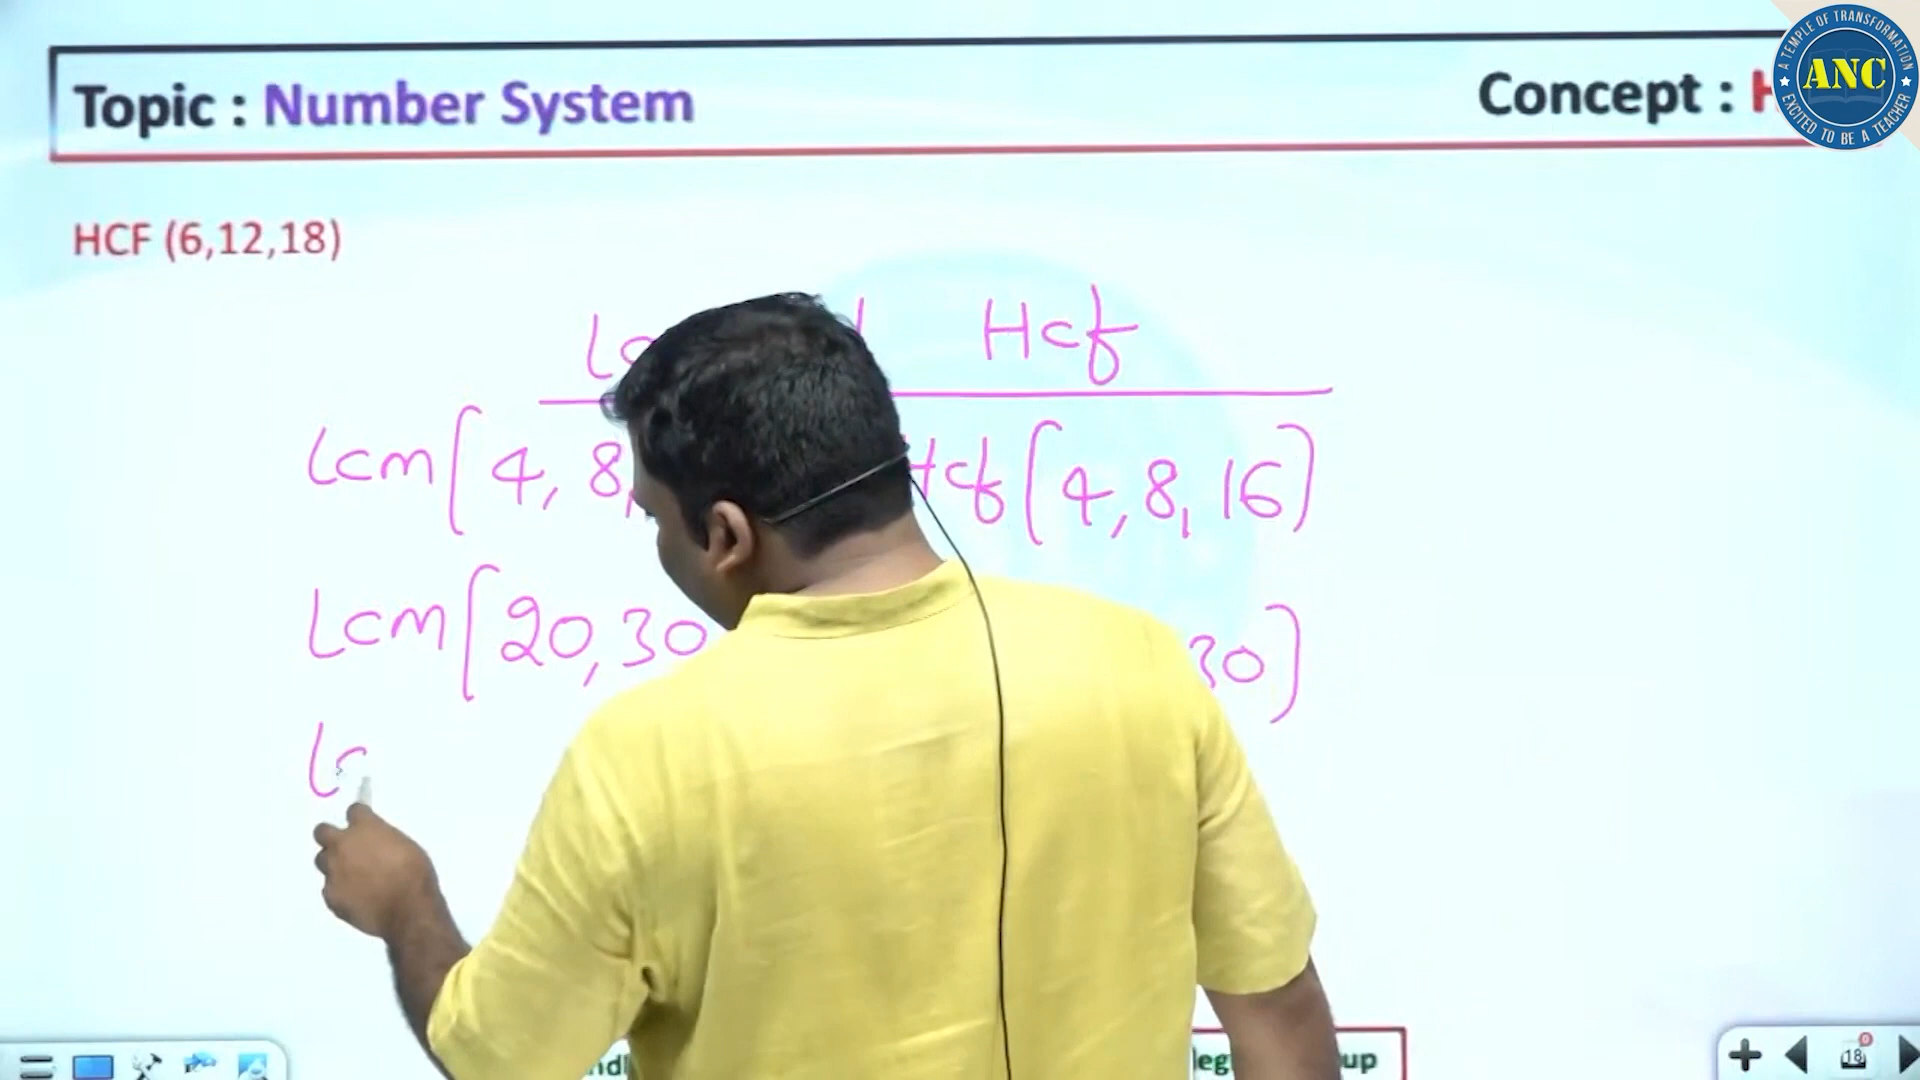 A TEMPLE OF TRANSFORMATION
ANC
EXCITED TO BE A TEACHER
Topic : Number System
Concept : H
HCF (6,12,18)
Hcf
Lcm(4, 8, Hcf(4, 8, 16)
Lcm(20, 30 30)
Lc
18